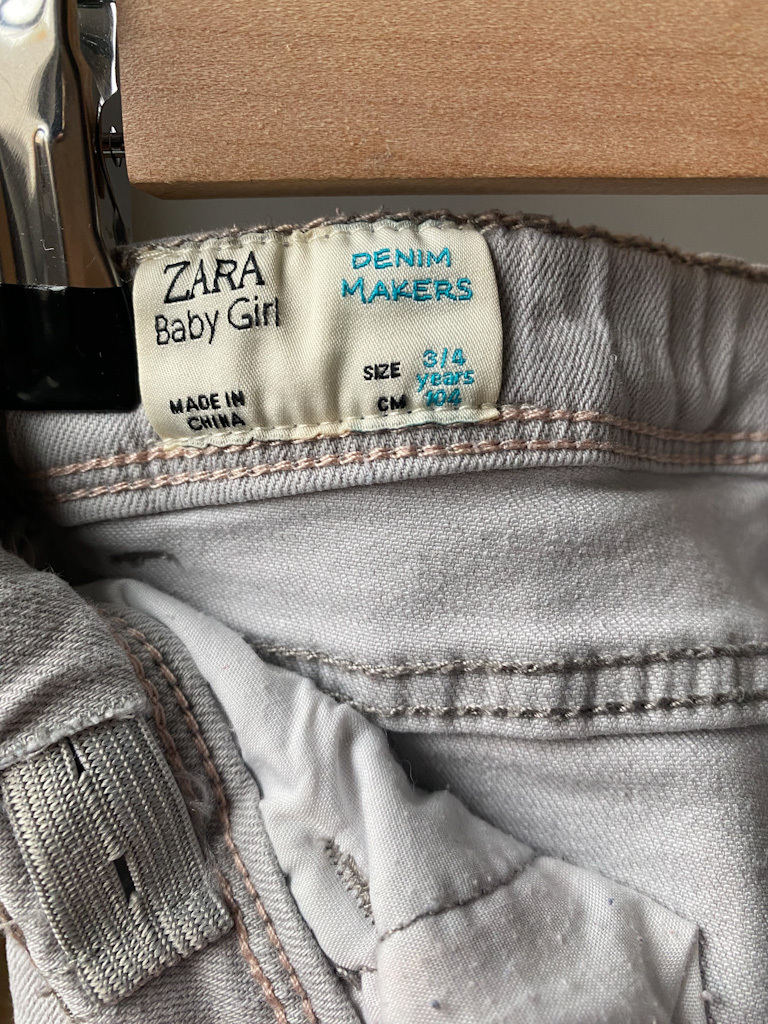 ZARA
Baby Girl
DENIM
MAKERS
MADE IN
CHINA
SIZE 3/4
years
CM 104